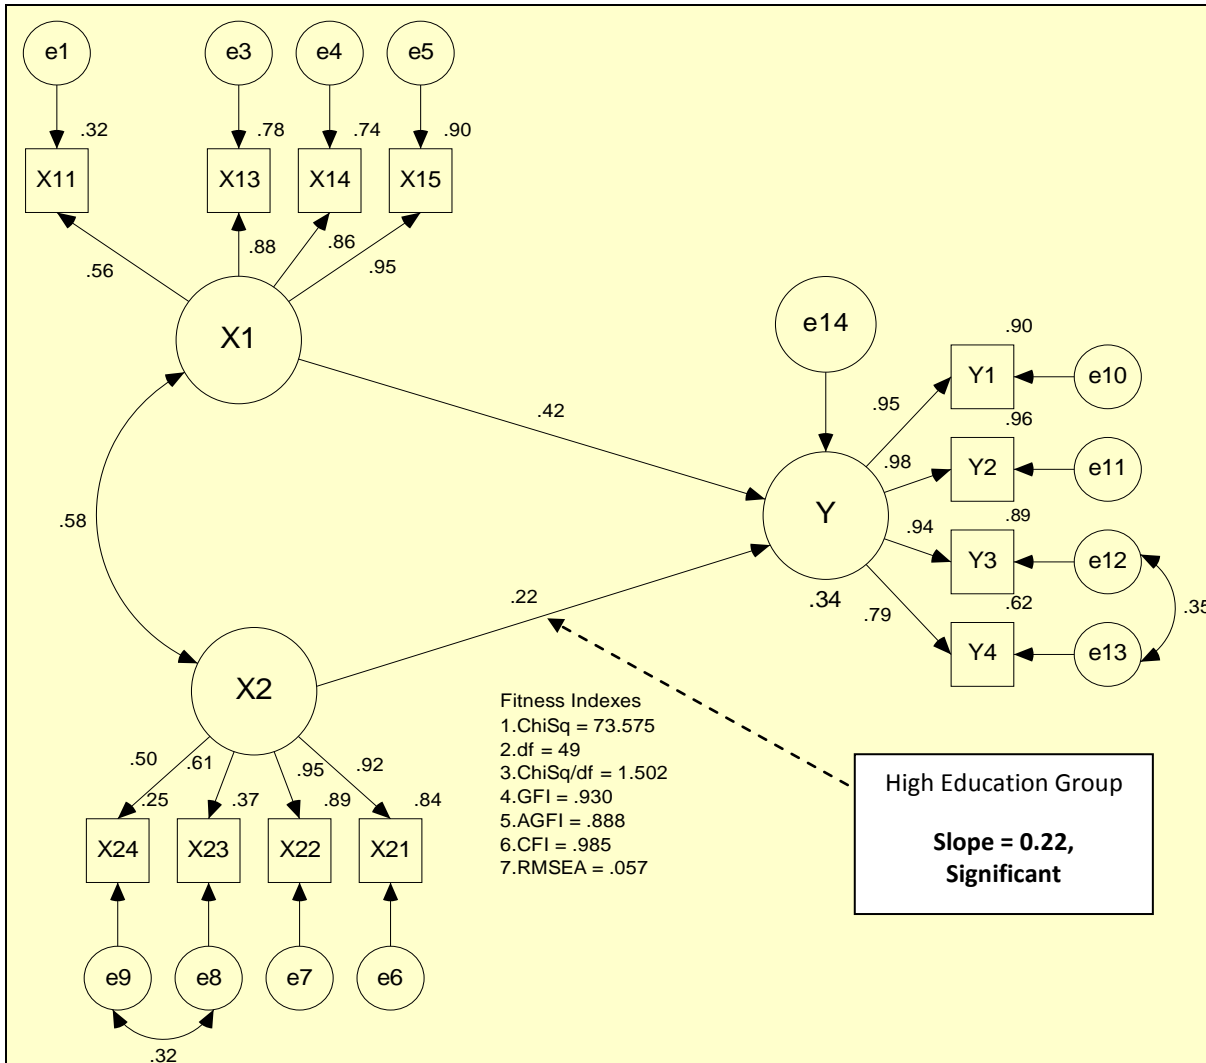 e1
e3
e4
e5
.32
.78
.74
.90
X11
X13
X14
X15
.56
.88
.86
.95
X1
e14
.90
Y1
e10
.95
.42
.96
Y2
e11
.98
Y
.58
.94
.89
Y3
e12
.22
.34
.79
.62
.35
Y4
e13
X2
Fitness Indexes
1.ChiSq = 73.575
2.df = 49
3.ChiSq/df = 1.502
4.GFI = .930
5.AGFI = .888
6.CFI = .985
7.RMSEA = .057
.50
.61
.95
.92
.25
.37
.89
.84
X24
X23
X22
X21
High Education Group
Slope = 0.22,
Significant
e9
e8
e7
e6
.32